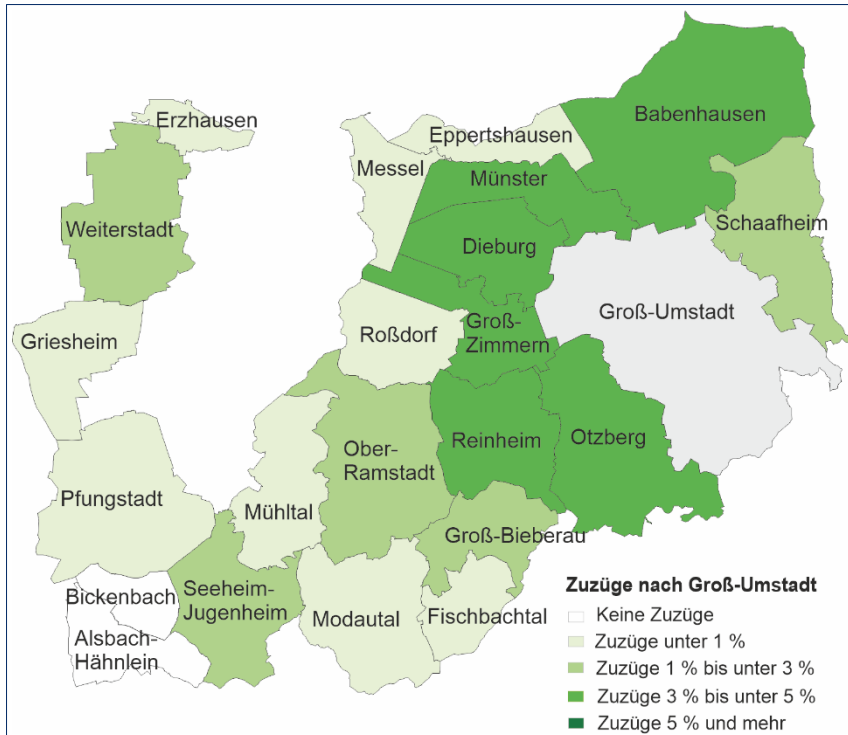 Erzhausen
Babenhausen
Eppertshausen
Messel
Münster
Schaafheim
Weiterstadt
Dieburg
Groß-Umstadt
Griesheim
Roßdorf
Groß-
Zimmern
Reinheim
Otzberg
Ober-
Ramstadt
Pfungstadt
Mühltal
Groß-Bieberau
Bickenbach
Seeheim-
Jugenheim
Modautal
Fischbachtal
Alsbach-
Hähnlein
Zuzüge nach Groß-Umstadt
Keine Zuzüge
Zuzüge unter 1 %
Zuzüge 1 % bis unter 3 %
Zuzüge 3 % bis unter 5 %
Zuzüge 5 % und mehr